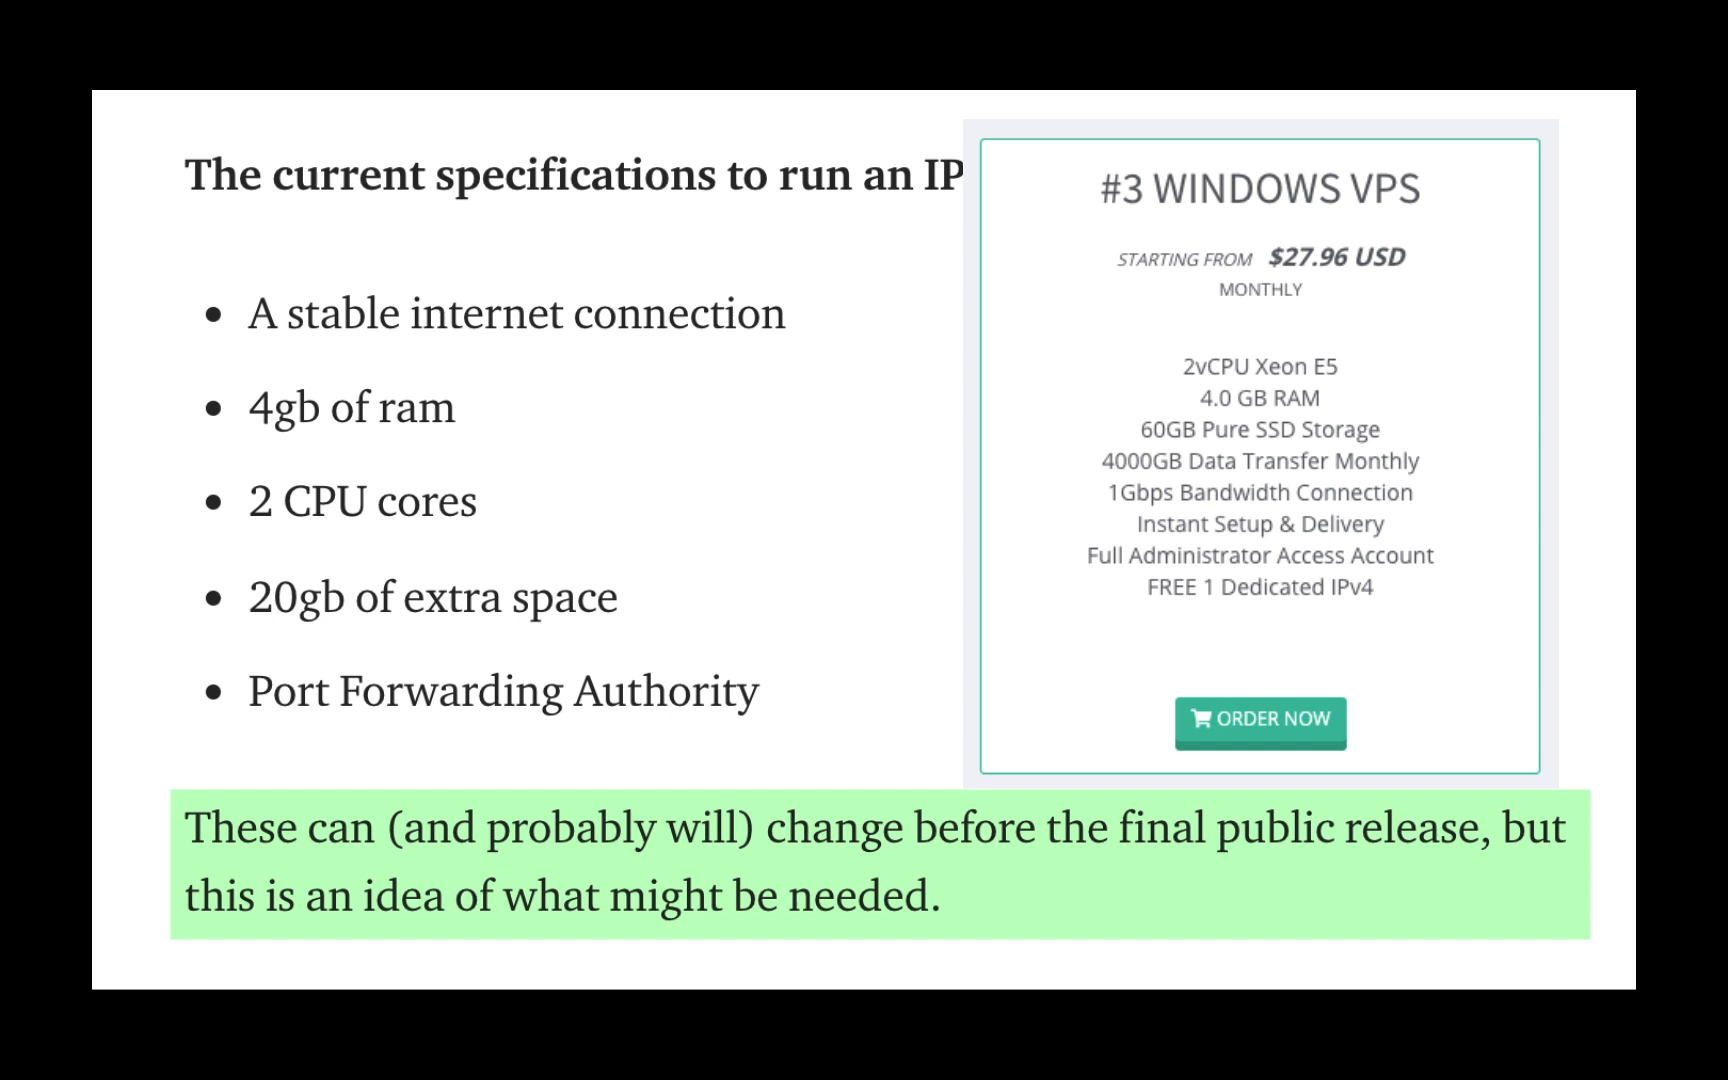 The current specifications to run an IP
• A stable internet connection
• 4gb of ram
• 2 CPU cores
• 20gb of extra space
• Port Forwarding Authority
#3 WINDOWS VPS
STARTING FROM $27.96 USD
MONTHLY
2vCPU Xeon E5
4.0 GB RAM
60GB Pure SSD Storage
4000GB Data Transfer Monthly
1Gbps Bandwidth Connection
Instant Setup & Delivery
Full Administrator Access Account
FREE 1 Dedicated IPv4
ORDER NOW
These can (and probably will) change before the final public release, but
this is an idea of what might be needed.